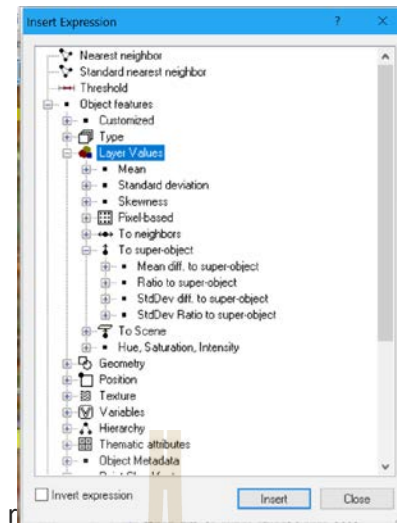 Insert Expression
Nearest neighbor
Standard nearest neighbor
Threshold
Object features
Customized
Type
Layer Values
Mean
Standard deviation
Skewness
Pixel-based
To neighbors
To super-object
Mean diff. to super-object
Ratio to super-object
StdDev diff. to super-object
StdDev Ratio to super-object
To Scene
Hue, Saturation, Intensity
Geometry
Position
Texture
Variables
Hierarchy
Thematic attributes
Object Metadata
Invert expression
Insert
Close